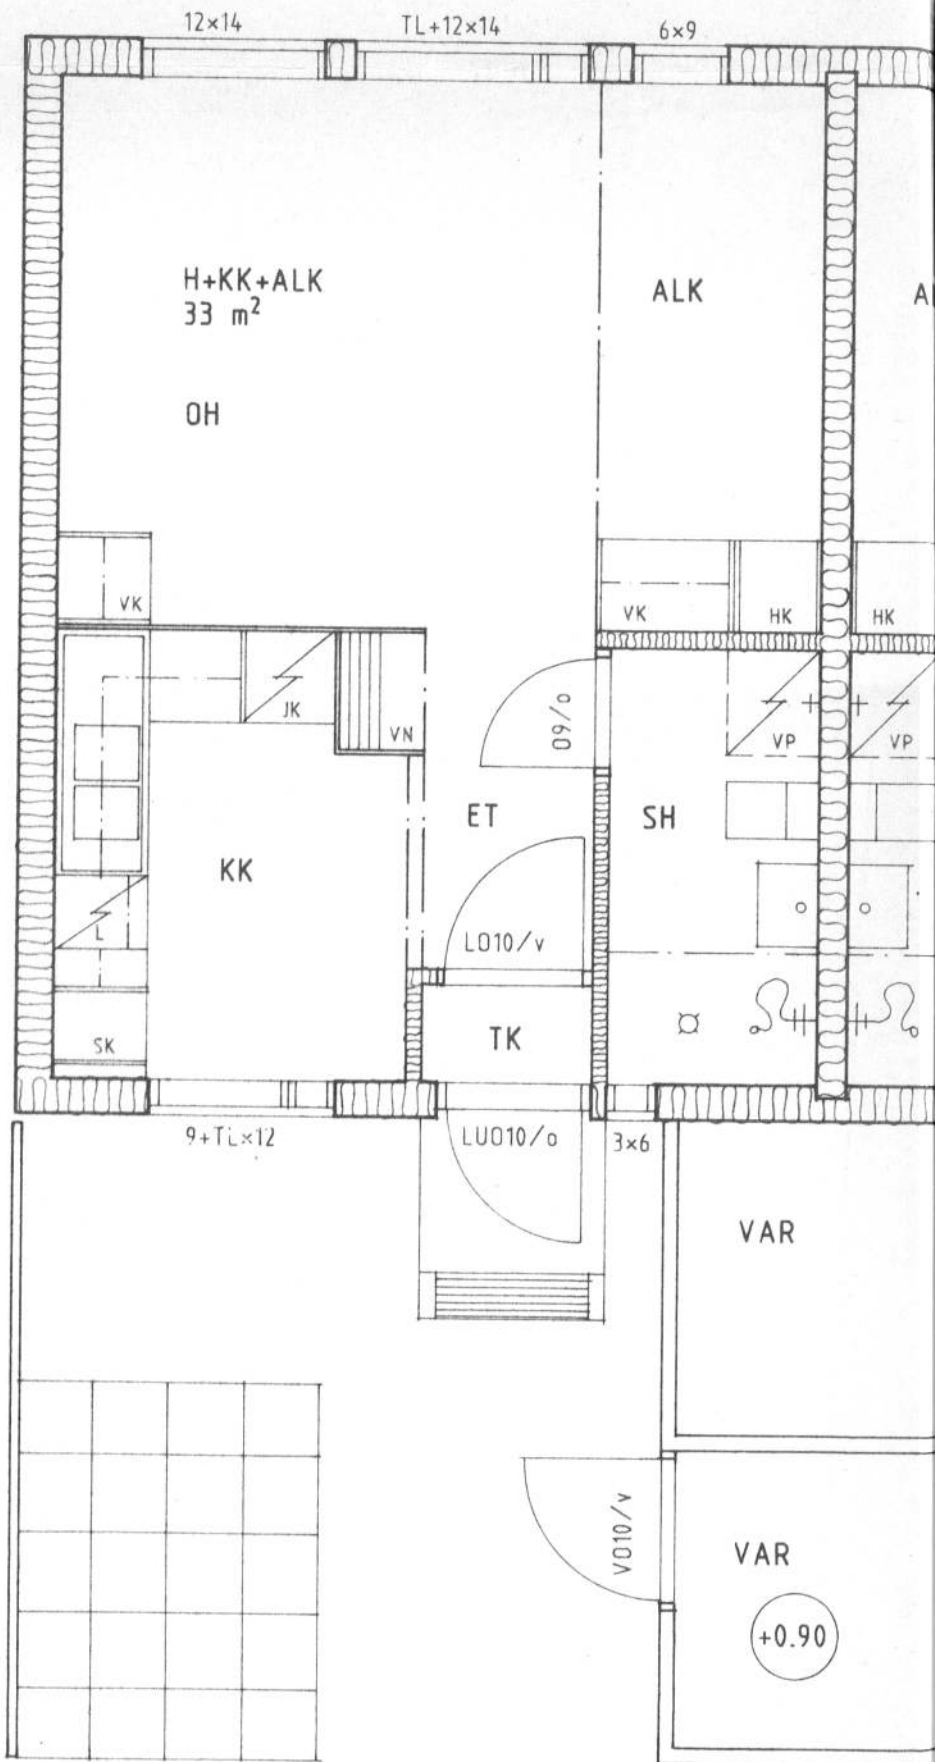 12×14
TL+12×14
6×9
H+KK+ALK
33 m²
ALK
OH
VK
VK
HK
HK
JK
VN
O9/o
VP
VP
ET
SH
KK
L
LO10/v
SK
TK
9+TL×12
LUO10/o
3×6
VAR
VO10/v
VAR
+0.90